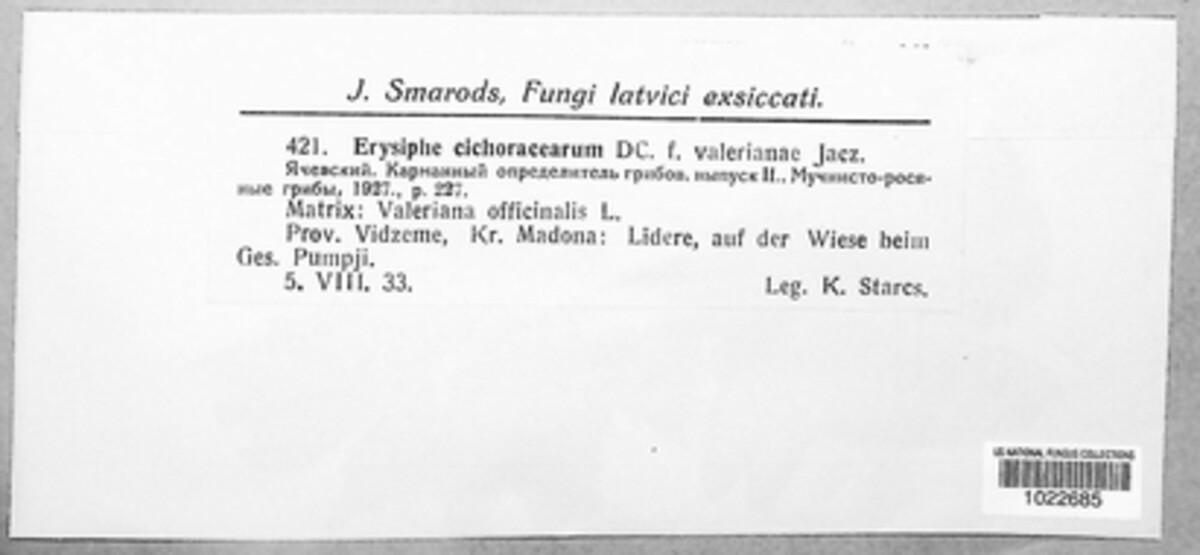 J. Smarods, Fungi latvici exsiccati.
421. Erysiphe cichoracearum DC. f. valerianae Jacz.
Ячевский. Карманный определитель грибов. выпуск II., Мучнисто-рося-
ные грибы, 1927., p. 227.
Matrix: Valeriana officinalis L.
Prov. Vidzeme, Kr. Madona: Lidere, auf der Wiese beim
Ges. Pumpji.
5. VIII. 33. Leg. K. Starcs.
US NATIONAL FUNGUS COLLECTIONS
1022685